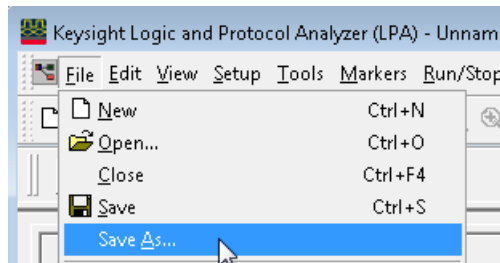 Keysight Logic and Protocol Analyzer (LPA) - Unnam
File Edit View Setup Tools Markers Run/Stop
New Ctrl+N
Open... Ctrl+O
Close Ctrl+F4
Save Ctrl+S
Save As...